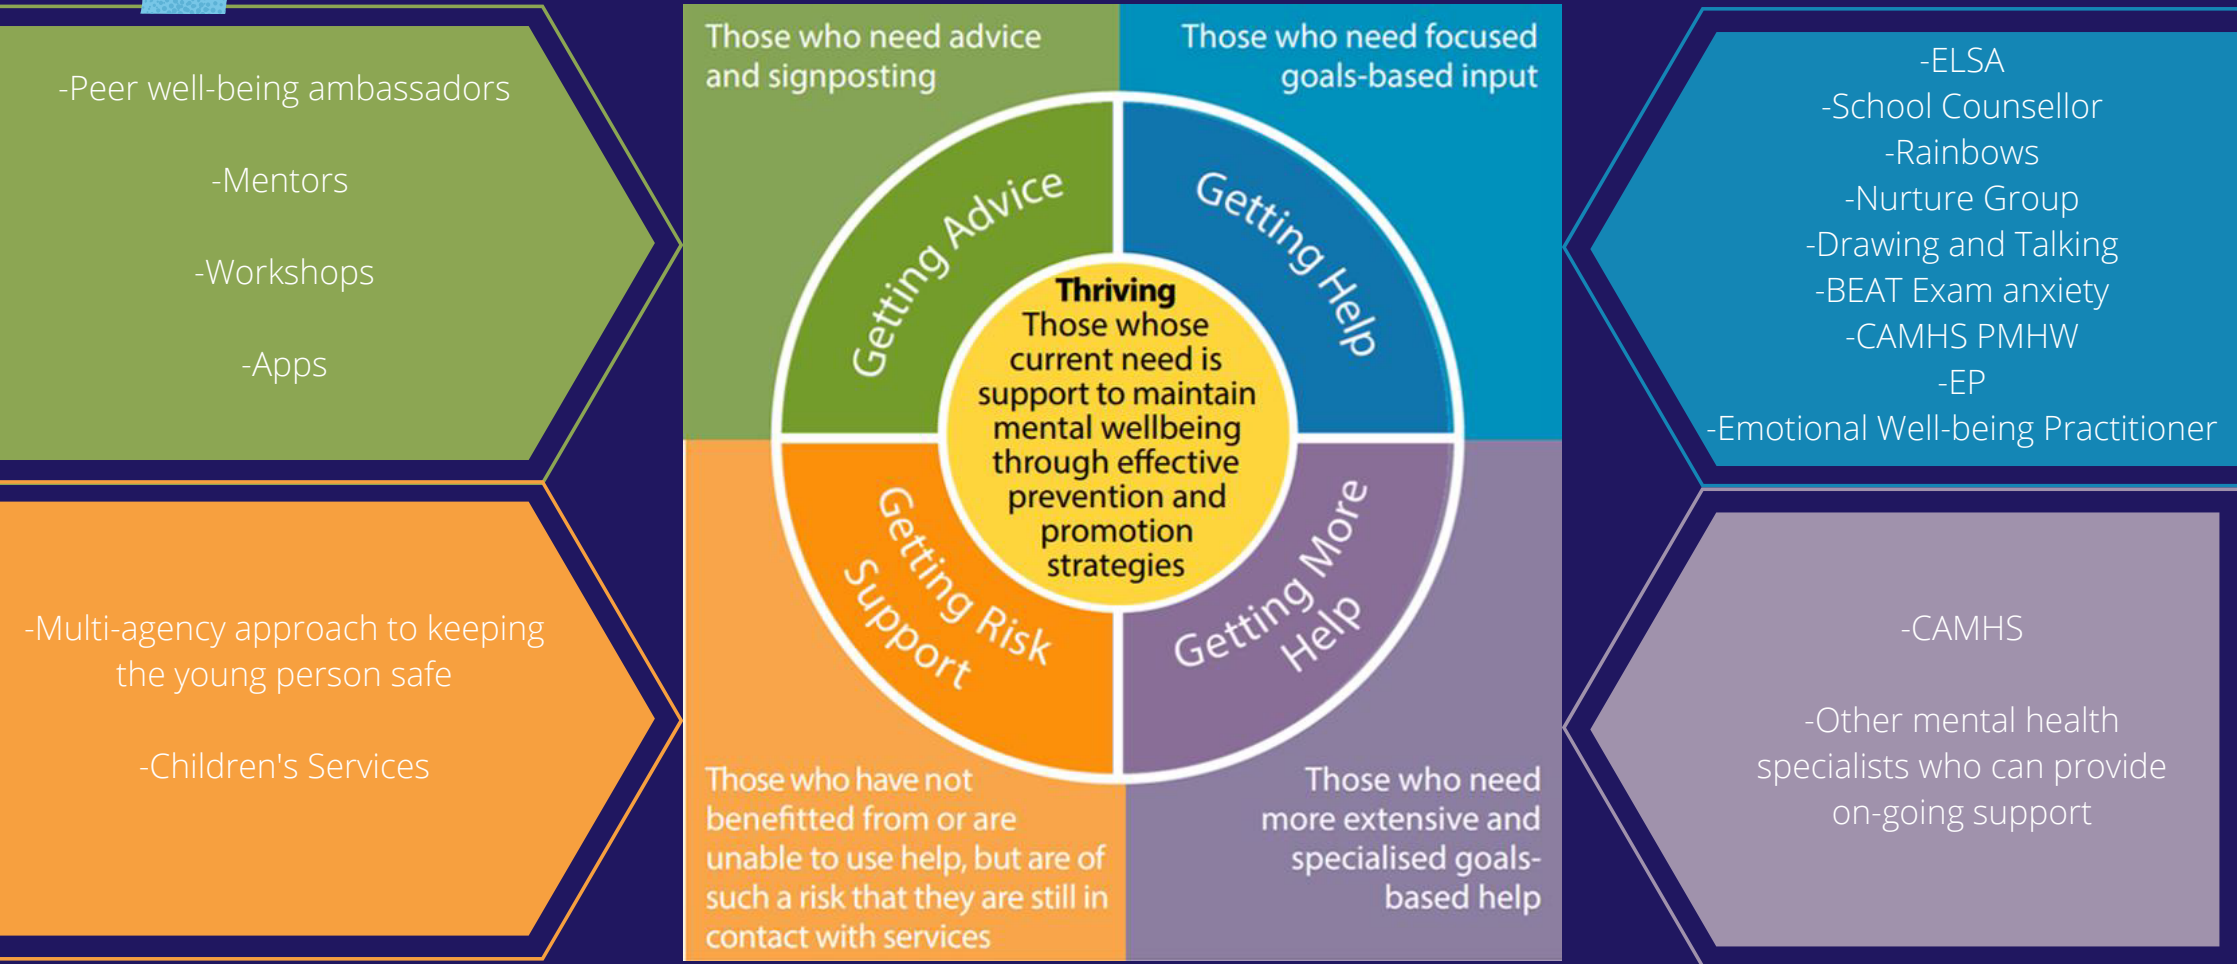 -Peer well-being ambassadors
-Mentors
-Workshops
-Apps
-Multi-agency approach to keeping
the young person safe
-Children's Services
Those who need advice
and signposting
Those who need focused
goals-based input
Getting Advice
Getting Help
Thriving
Those whose
current need is
support to maintain
mental wellbeing
through effective
prevention and
promotion
strategies
Getting Risk
Support
Getting More
Help
Those who have not
benefitted from or are
unable to use help, but are of
such a risk that they are still in
contact with services
Those who need
more extensive and
specialised goals-
based help
-ELSA
-School Counsellor
-Rainbows
-Nurture Group
-Drawing and Talking
-BEAT Exam anxiety
-CAMHS PMHW
-EP
-Emotional Well-being Practitioner
-CAMHS
-Other mental health
specialists who can provide
on-going support